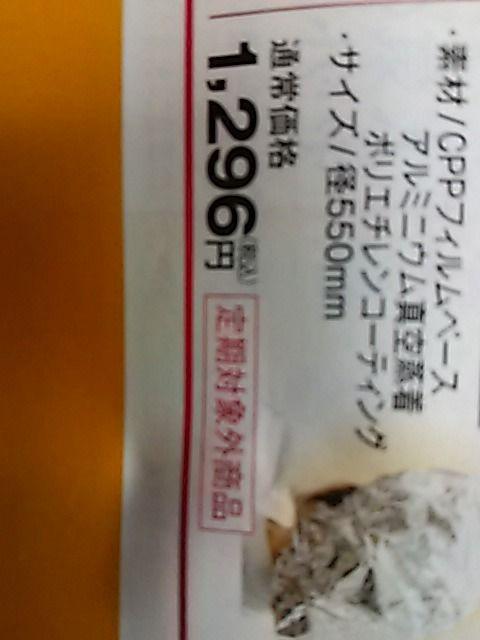 ・素材/CPPフィルムベース
アルミニウム真空蒸着
ポリエチレンコーティング
・サイズ/径550mm
通常価格
1,296円(税込)
定期対象外商品